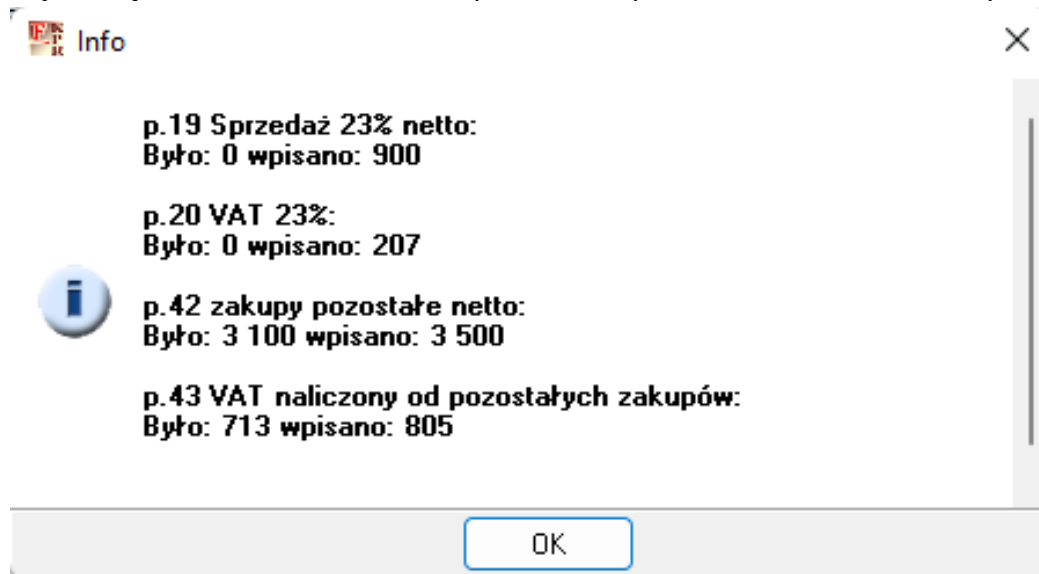 Info
p.19 Sprzedaż 23% netto:
Było: 0 wpisano: 900
p.20 VAT 23%:
Było: 0 wpisano: 207
p.42 zakupy pozostałe netto:
Było: 3 100 wpisano: 3 500
p.43 VAT naliczony od pozostałych zakupów:
Było: 713 wpisano: 805
OK